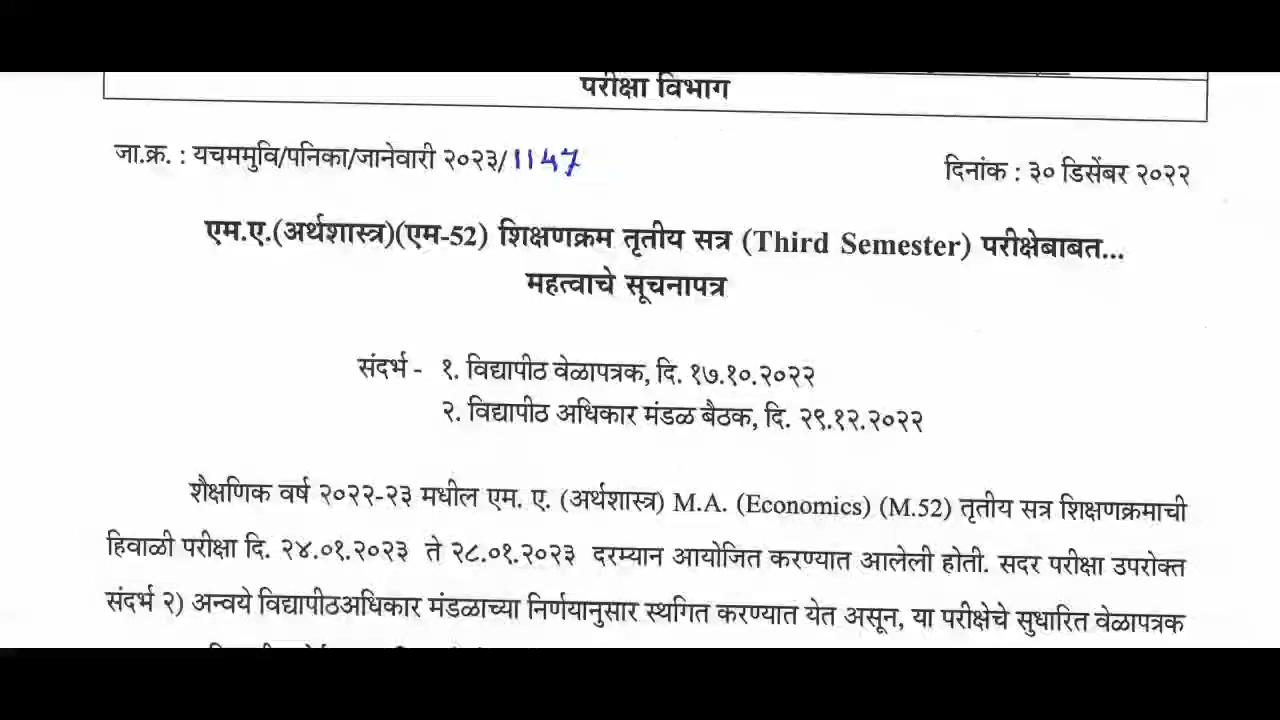 परीक्षा विभाग
जा.क्र. : यचममुवि/पनिका/जानेवारी २०२३/1147
दिनांक : ३० डिसेंबर २०२२
एम.ए.(अर्थशास्त्र)(एम-52) शिक्षणक्रम तृतीय सत्र (Third Semester) परीक्षेबाबत...
महत्वाचे सूचनापत्र
संदर्भ - १. विद्यापीठ वेळापत्रक, दि. १७.१०.२०२२
२. विद्यापीठ अधिकार मंडळ बैठक, दि. २९.१२.२०२२
शैक्षणिक वर्ष २०२२-२३ मधील एम. ए. (अर्थशास्त्र) M.A. (Economics) (M.52) तृतीय सत्र शिक्षणक्रमाची
हिवाळी परीक्षा दि. २४.०१.२०२३ ते २८.०१.२०२३ दरम्यान आयोजित करण्यात आलेली होती. सदर परीक्षा उपरोक्त
संदर्भ २) अन्वये विद्यापीठअधिकार मंडळाच्या निर्णयानुसार स्थगित करण्यात येत असून, या परीक्षेचे सुधारित वेळापत्रक